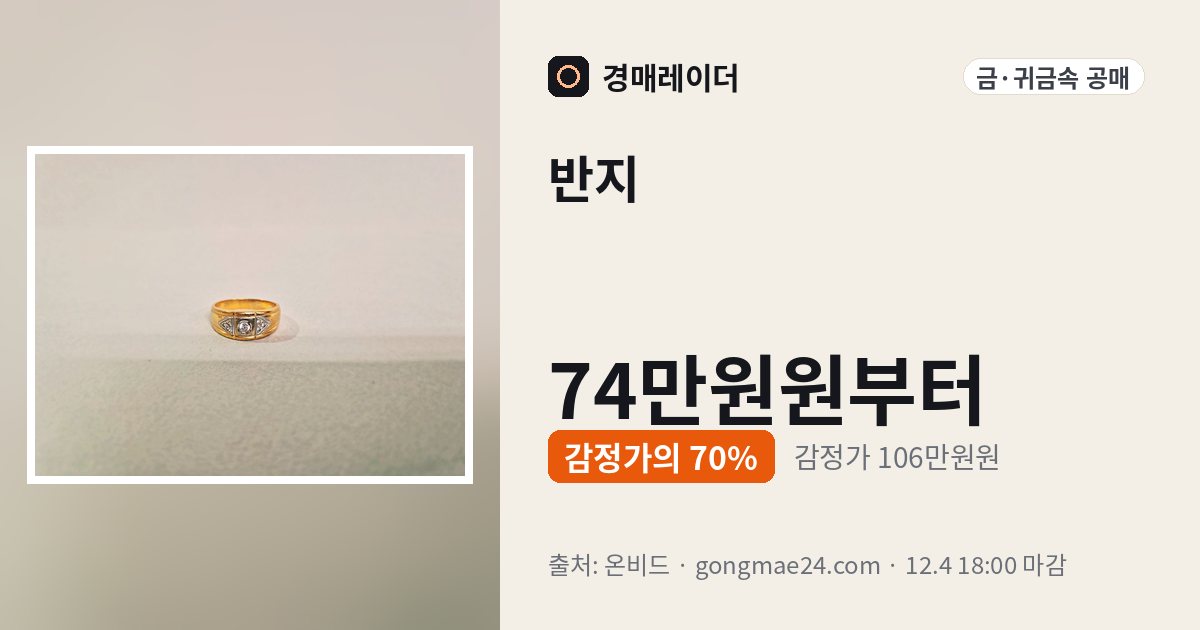 경매레이더
금·귀금속 공매
반지
74만원원부터
감정가의 70% 감정가 106만원원
출처: 온비드 · gongmae24.com · 12.4 18:00 마감